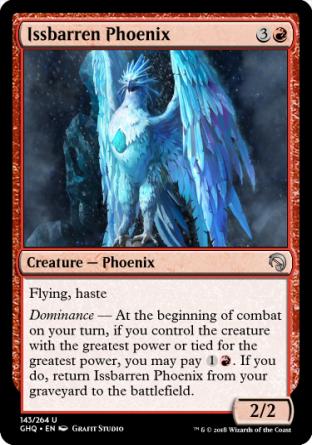 Issbarren Phoenix 3
Creature — Phoenix
Flying, haste
Dominance — At the beginning of combat
on your turn, if you control the creature
with the greatest power or tied for the
greatest power, you may pay 1 . If you
do, return Issbarren Phoenix from your
graveyard to the battlefield.
2/2
143/264 U
GHQ • EN Grafit Studio
™ & © 2018 Wizards of the Coast